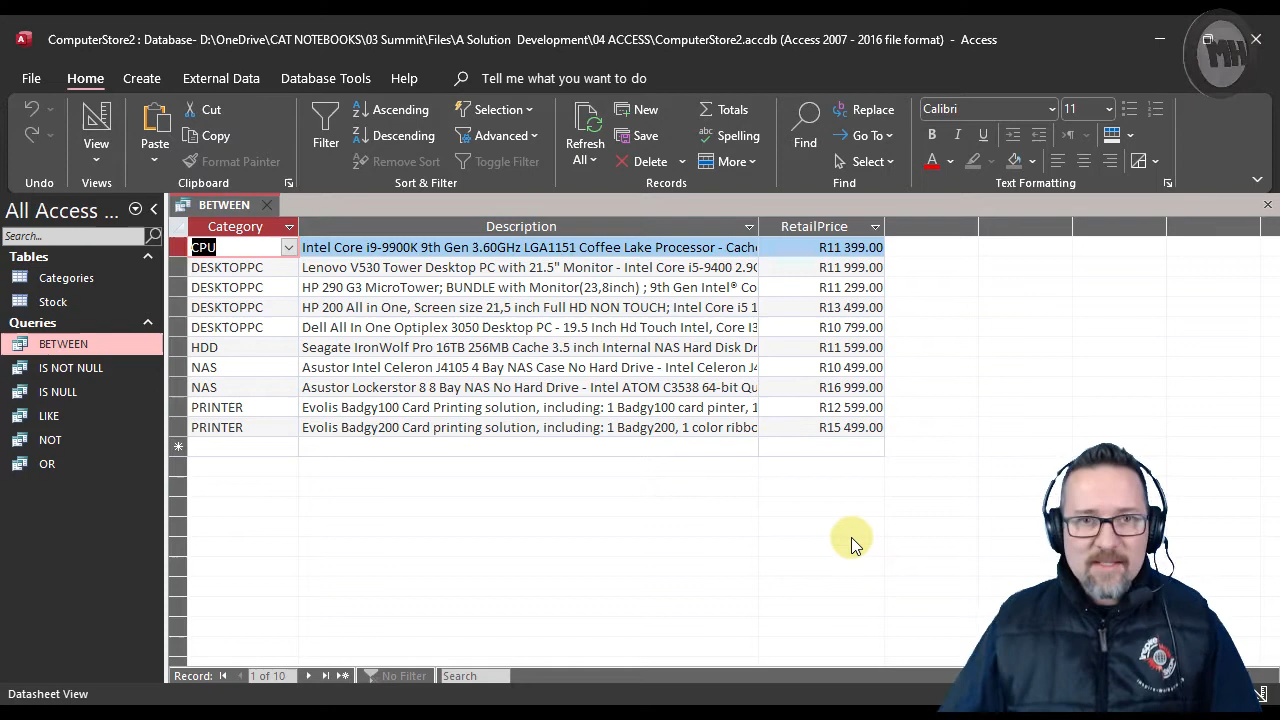 ComputerStore2 : Database- D:\OneDrive\CAT NOTEBOOKS\03 Summit\Files\A Solution Development\04 ACCESS\ComputerStore2.accdb (Access 2007 - 2016 file format) - Access
MH
File Home Create External Data Database Tools Help Tell me what you want to do
Cut Ascending Selection New Totals Replace Calibri 11
View Paste Copy Filter Descending Advanced Refresh All Save Spelling Find Go To B I U
Format Painter Remove Sort Toggle Filter Delete More Select A
Undo Views Clipboard Sort & Filter Records Find Text Formatting
All Access ... BETWEEN
Search... Category Description RetailPrice
Tables CPU Intel Core i9-9900K 9th Gen 3.60GHz LGA1151 Coffee Lake Processor - Cache R11 399.00
Categories DESKTOPPC Lenovo V530 Tower Desktop PC with 21.5" Monitor - Intel Core i5-9400 2.9G R11 999.00
DESKTOPPC HP 290 G3 MicroTower; BUNDLE with Monitor(23,8inch) ; 9th Gen Intel® Co R11 299.00
Stock DESKTOPPC HP 200 All in One, Screen size 21,5 inch Full HD NON TOUCH; Intel Core i5 1 R13 499.00
Queries DESKTOPPC Dell All In One Optiplex 3050 Desktop PC - 19.5 Inch Hd Touch Intel, Core I3 R10 799.00
BETWEEN HDD Seagate IronWolf Pro 16TB 256MB Cache 3.5 inch Internal NAS Hard Disk Dr R11 599.00
IS NOT NULL NAS Asustor Intel Celeron J4105 4 Bay NAS Case No Hard Drive - Intel Celeron J4 R10 499.00
IS NULL NAS Asustor Lockerstor 8 8 Bay NAS No Hard Drive - Intel ATOM C3538 64-bit Qu R16 999.00
LIKE PRINTER Evolis Badgy100 Card Printing solution, including: 1 Badgy100 card pinter, 1 R12 599.00
NOT PRINTER Evolis Badgy200 Card printing solution, including: 1 Badgy200, 1 color ribbo R15 499.00
OR
Record: 1 of 10 No Filter Search
Datasheet View